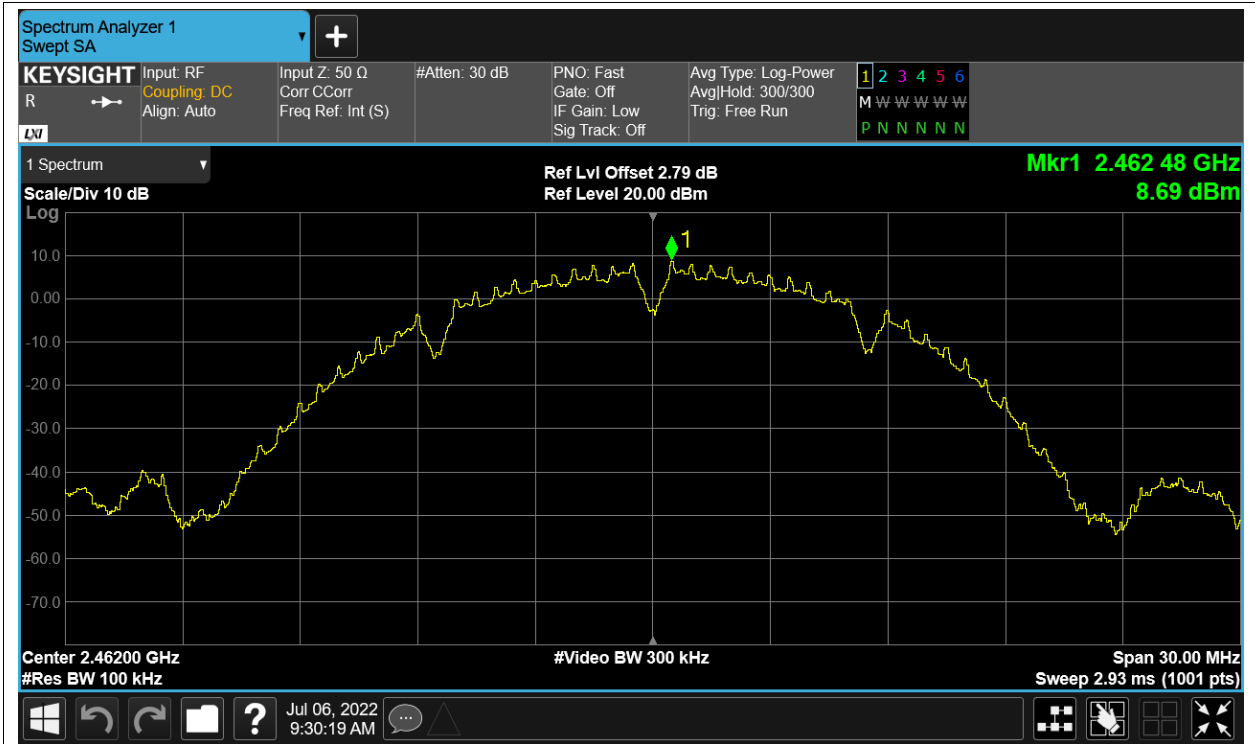 Spectrum Analyzer 1
Swept SA
KEYSIGHT
R
LXI
Input: RF
Coupling: DC
Align: Auto
Input Z: 50 Ω
Corr CCorr
Freq Ref: Int (S)
#Atten: 30 dB
PNO: Fast
Gate: Off
IF Gain: Low
Sig Track: Off
Avg Type: Log-Power
Avg|Hold: 300/300
Trig: Free Run
1 2 3 4 5 6
M W W W W W
P N N N N N
1 Spectrum
Scale/Div 10 dB
Log
Ref Lvl Offset 2.79 dB
Ref Level 20.00 dBm
Mkr1 2.462 48 GHz
8.69 dBm
1
10.0
0.00
-10.0
-20.0
-30.0
-40.0
-50.0
-60.0
-70.0
Center 2.46200 GHz
#Res BW 100 kHz
#Video BW 300 kHz
Span 30.00 MHz
Sweep 2.93 ms (1001 pts)
?
Jul 06, 2022
9:30:19 AM